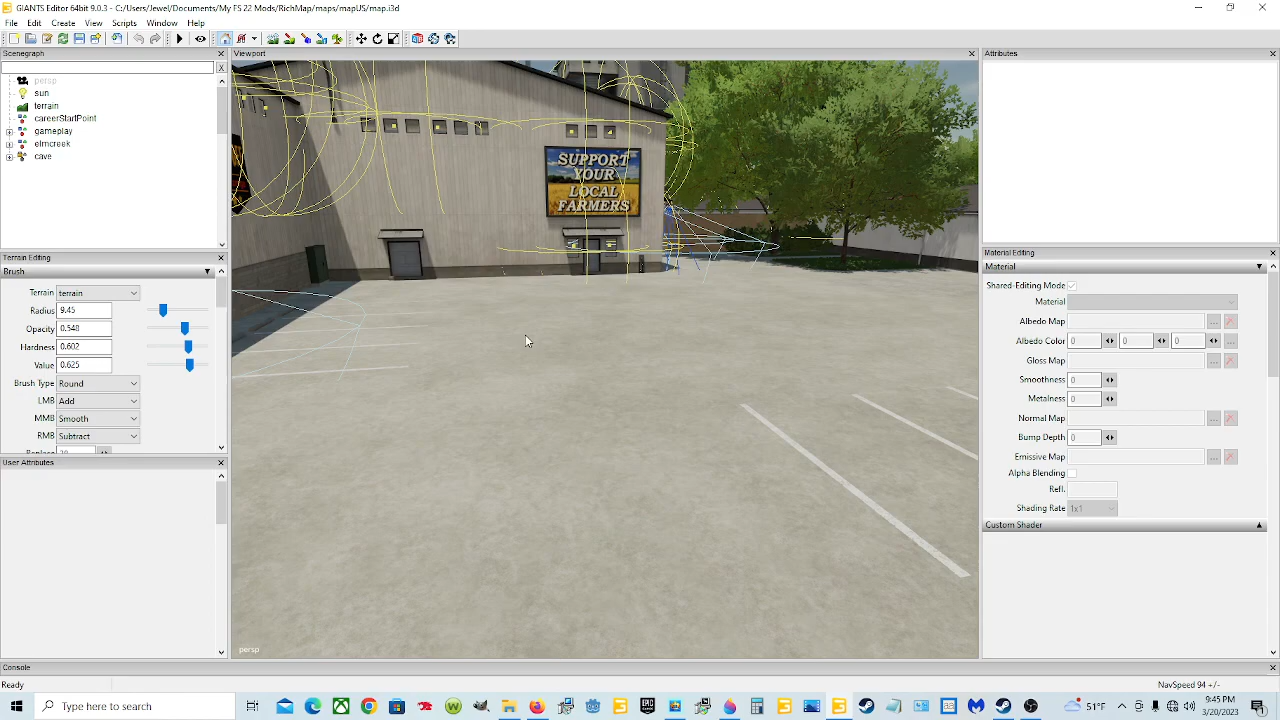 GIANTS Editor 64bit 9.0.3 - C:/Users/Jewel/Documents/My FS 22 Mods/RichMap/maps/mapUS/map.i3d
File Edit View Create Scripts Window Help
Scenegraph
X
persp
sun
terrain
careerStartPoint
gameplay
elmcreek
cave
Terrain Editing
Brush
Terrain terrain
Radius 9.45
Opacity 0.548
Hardness 0.602
Value 0.625
Brush Type Round
LMB Add
MMB Smooth
RMB Subtract
Replace 20
User Attributes
Viewport
SUPPORT
YOUR
LOCAL
FARMERS
persp
Attributes
Material Editing
Material
Shared-Editing Mode
Material
Albedo Map ...
Albedo Color 0 0 0 ...
Gloss Map ...
Smoothness 0
Metalness 0
Normal Map ...
Bump Depth 0
Emissive Map ...
Alpha Blending
Refl.
Shading Rate 1x1
Custom Shader
Console
Ready
NavSpeed 94 +/-
Type here to search
51°F
9:45 PM
3/20/2023